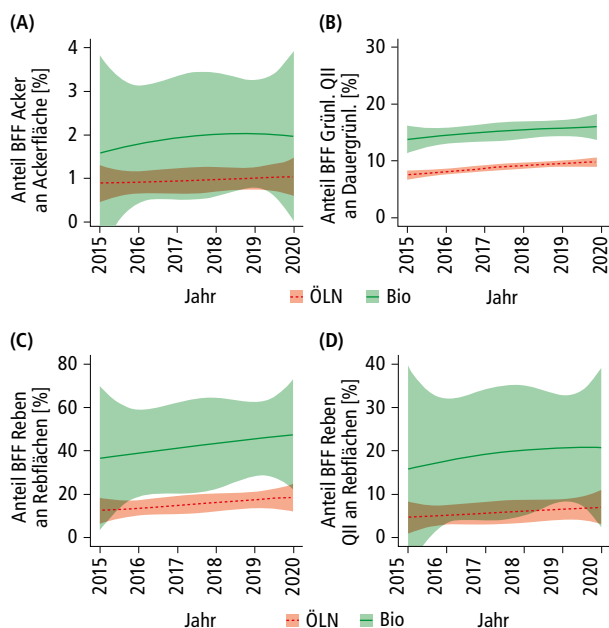 (A)
Anteil BFF Acker
an Ackerfläche [%]
4
3
2
1
0
2015
2016
2017
2018
2019
2020
Jahr
(B)
Anteil BFF Grünl. QII
an Dauergrünl. [%]
30
20
10
0
2015
2016
2017
2018
2019
2020
Jahr
ÖLN Bio
(C)
Anteil BFF Reben
an Rebflächen [%]
80
60
40
20
0
2015
2016
2017
2018
2019
2020
Jahr
(D)
Anteil BFF Reben
QII an Rebflächen [%]
40
30
20
10
0
2015
2016
2017
2018
2019
2020
Jahr
ÖLN Bio